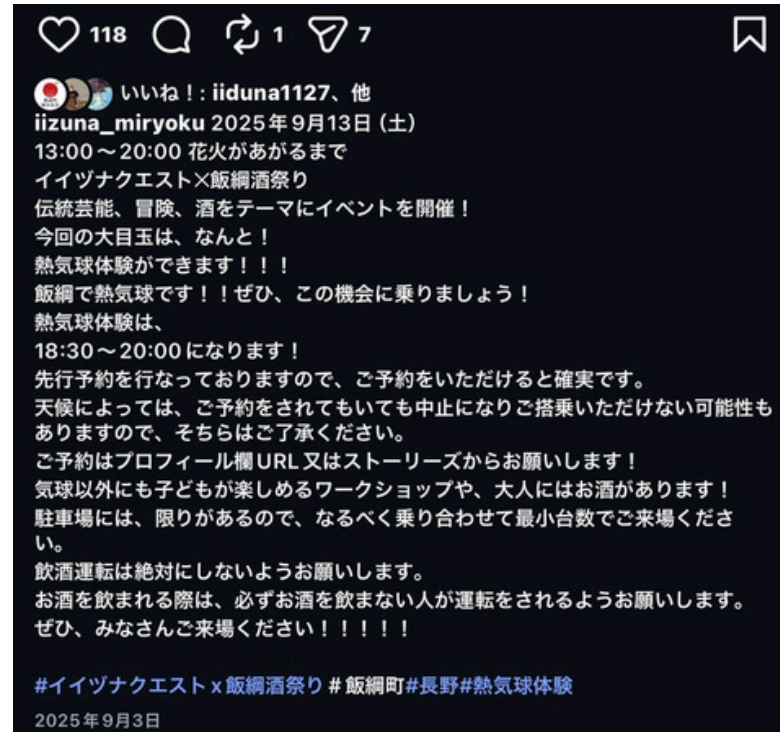 118 1 7
いいね！: iiduna1127、他
iizuna_miryoku 2025年9月13日（土）
13:00〜20:00 花火があがるまで
イイヅナクエスト×飯綱酒祭り
伝統芸能、冒険、酒をテーマにイベントを開催！
今回の大目玉は、なんと！
熱気球体験ができます！！！
飯綱で熱気球です！！ぜひ、この機会に乗りましょう！
熱気球体験は、
18:30〜20:00になります！
先行予約を行なっておりますので、ご予約をいただけると確実です。
天候によっては、ご予約をされてもいても中止になりご搭乗いただけない可能性も
ありますので、そちらはご了承ください。
ご予約はプロフィール欄URL又はストーリーズからお願いします！
気球以外にも子どもが楽しめるワークショップや、大人にはお酒があります！
駐車場には、限りがあるので、なるべく乗り合わせて最小台数でご来場くださ
い。
飲酒運転は絶対にしないようお願いします。
お酒を飲まれる際は、必ずお酒を飲まない人が運転をされるようお願いします。
ぜひ、みなさんご来場ください！！！！！
#イイヅナクエストx飯綱酒祭り＃飯綱町#長野#熱気球体験
2025年9月3日